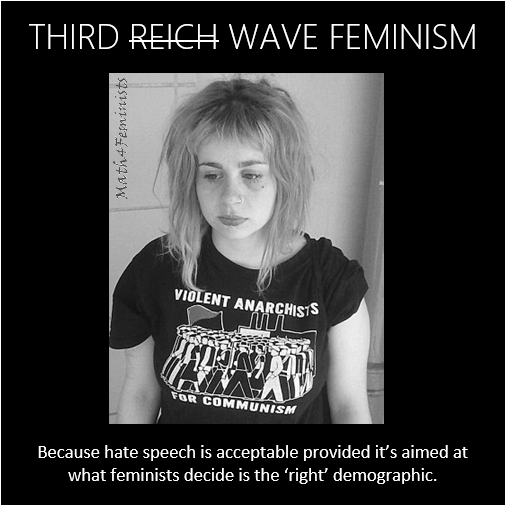 THIRD REICH WAVE FEMINISM
Math4Feminists
VIOLENT ANARCHISTS
FOR COMMUNISM
Because hate speech is acceptable provided it’s aimed at
what feminists decide is the ‘right’ demographic.